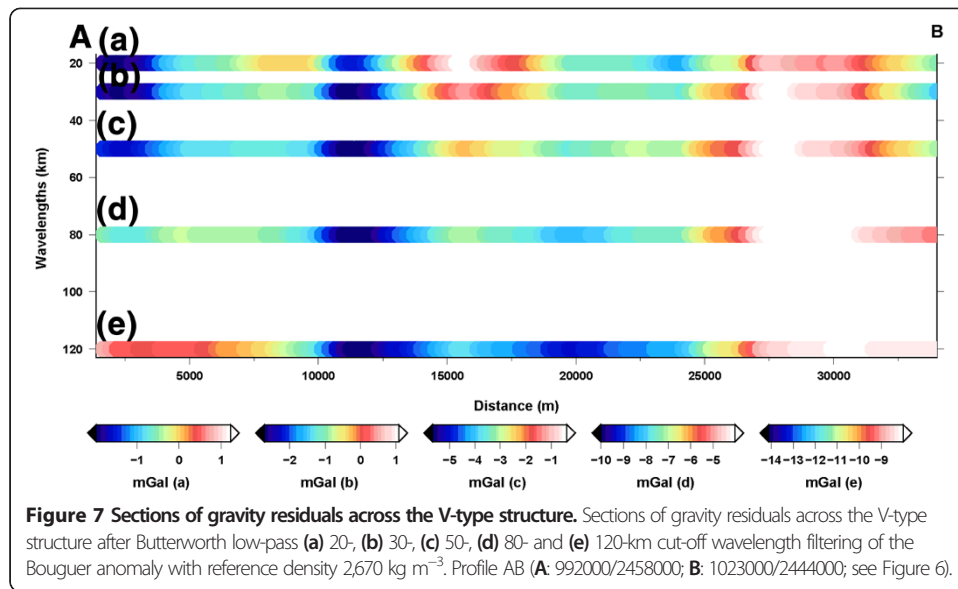 A (a)
B
20
(b)
40
(c)
60
(d)
80
100
(e)
120
Wavelengths (km)
5000 10000 15000 20000 25000 30000
Distance (m)
−1 0 1
mGal (a)
−2 −1 0 1
mGal (b)
−5 −4 −3 −2 −1
mGal (c)
−10 −9 −8 −7 −6 −5
mGal (d)
−14 −13 −12 −11 −10 −9
mGal (e)
Figure 7 Sections of gravity residuals across the V-type structure. Sections of gravity residuals across the V-type
structure after Butterworth low-pass (a) 20-, (b) 30-, (c) 50-, (d) 80- and (e) 120-km cut-off wavelength filtering of the
Bouguer anomaly with reference density 2,670 kg m−3. Profile AB (A: 992000/2458000; B: 1023000/2444000; see Figure 6).